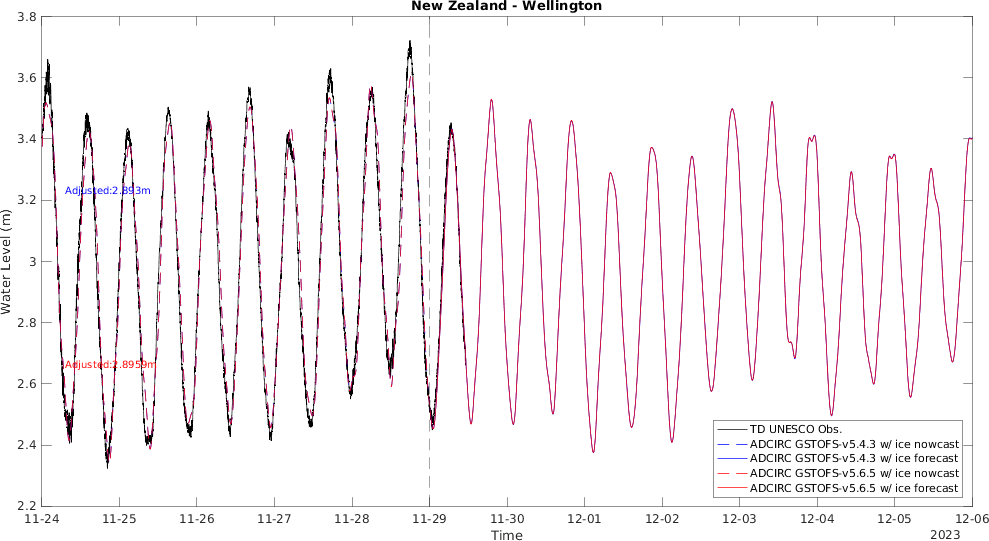 New Zealand - Wellington
3.8
3.6
3.4
3.2
3
2.8
2.6
2.4
2.2
Water Level (m)
Adjusted:2.893m
Adjusted:2.8959m
TD UNESCO Obs.
ADCIRC GSTOFS-v5.4.3 w/ ice nowcast
ADCIRC GSTOFS-v5.4.3 w/ ice forecast
ADCIRC GSTOFS-v5.6.5 w/ ice nowcast
ADCIRC GSTOFS-v5.6.5 w/ ice forecast
11-24 11-25 11-26 11-27 11-28 11-29 11-30 12-01 12-02 12-03 12-04 12-05 12-06
Time
2023